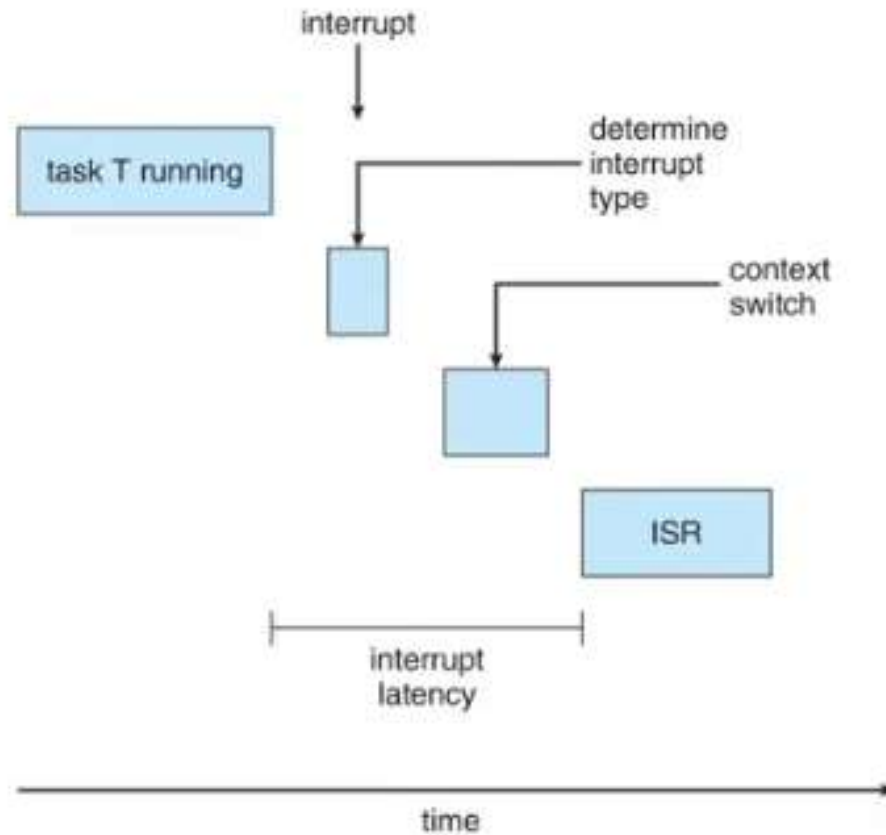 interrupt
task T running
determine
interrupt
type
context
switch
ISR
interrupt
latency
time